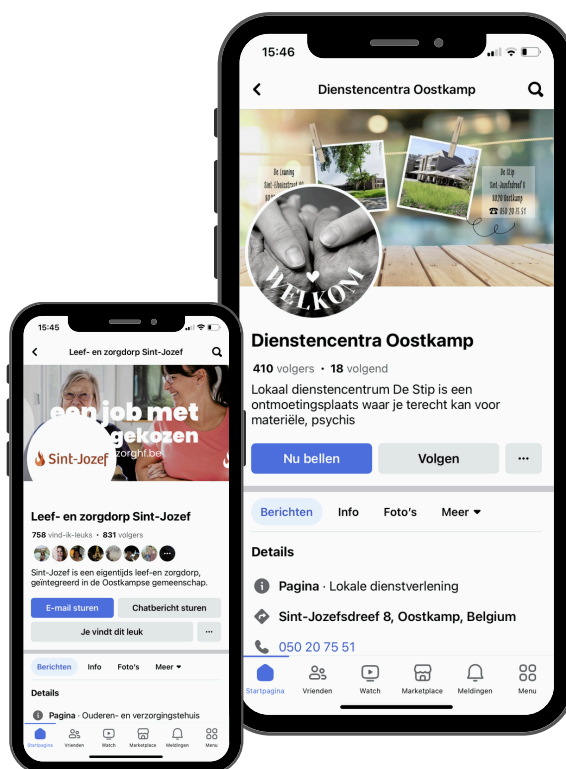 15:46
Dienstencentra Oostkamp
De Leuning
Sint-Elooisstraat
8020
De Stip
Sint-Jozefsdreef 8
8020 Oostkamp
☎ 050 20 75 51
WELKOM
Dienstencentra Oostkamp
410 volgers • 18 volgend
Lokaal dienstencentrum De Stip is een
ontmoetingsplaats waar je terecht kan voor
materiële, psychis
Nu bellen
Volgen
...
Berichten
Info
Foto's
Meer
Details
Pagina · Lokale dienstverlening
Sint-Jozefsdreef 8, Oostkamp, Belgium
050 20 75 51
Startpagina
Vrienden
Watch
Marketplace
Meldingen
Menu
15:45
Leef- en zorgdorp Sint-Jozef
een job met
gekozen
zorghf.be
Sint-Jozef
Leef- en zorgdorp Sint-Jozef
758 vind-ik-leuks • 831 volgers
Sint-Jozef is een eigentijds leef-en zorgdorp,
geïntegreerd in de Oostkampse gemeenschap.
E-mail sturen
Chatbericht sturen
Je vindt dit leuk
...
Berichten
Info
Foto's
Meer
Details
Pagina · Ouderen- en verzorgingstehuis
Startpagina
Vrienden
Watch
Marketplace
Meldingen
Menu